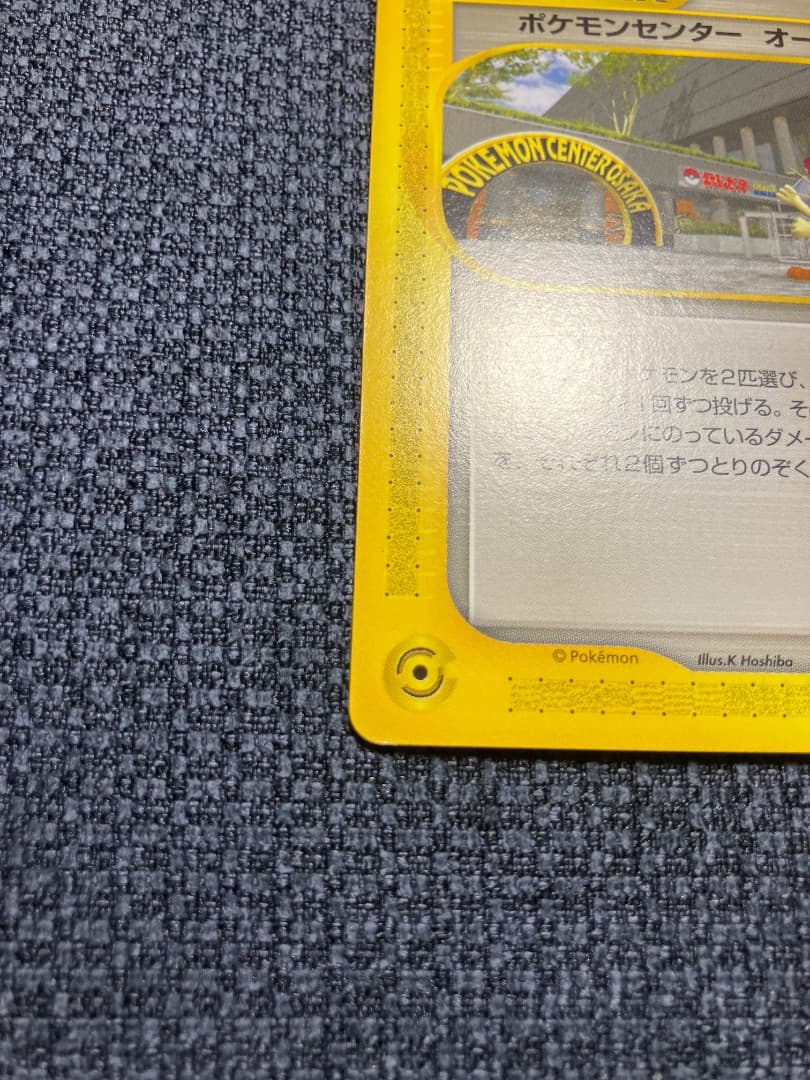 ポケモンセンター オー
POKEMON CENTER OSAKA
ケモンを2匹選び、
回ずつ投げる。そ
ンにのっているダメー
を、それぞれ2個ずつとりのぞく
© Pokémon
Illus.K Hoshiba